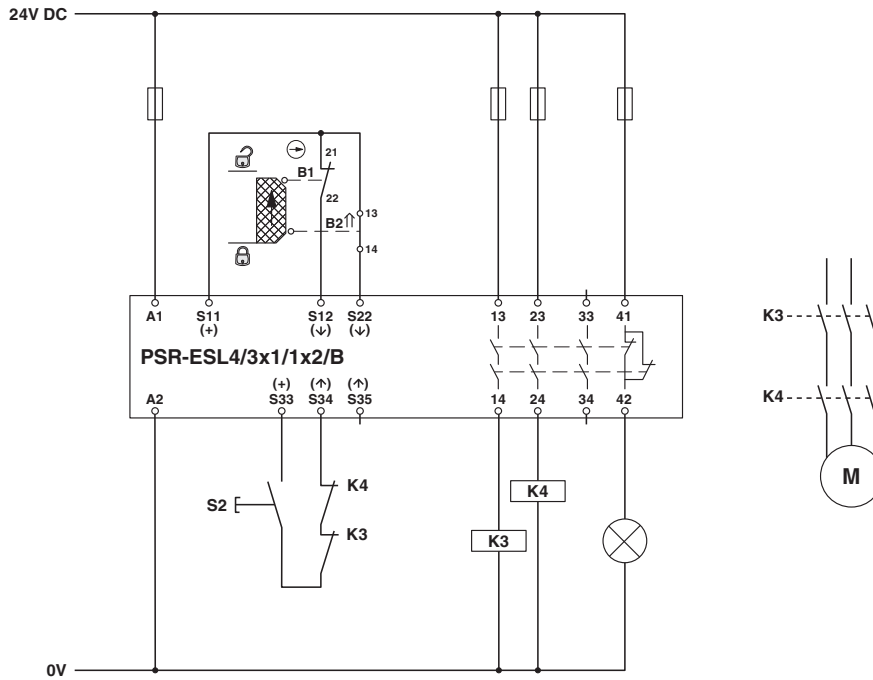 24V DC
21
B1
22
B2
13
14
A1 S11 S12 S22 13 23 33 41
(+) (↓) (↓)
PSR-ESL4/3x1/1x2/B
(+) (↑) (↑)
A2 S33 S34 S35 14 24 34 42
K3
K4
M
S2
K4
K3
K4
K3
0V